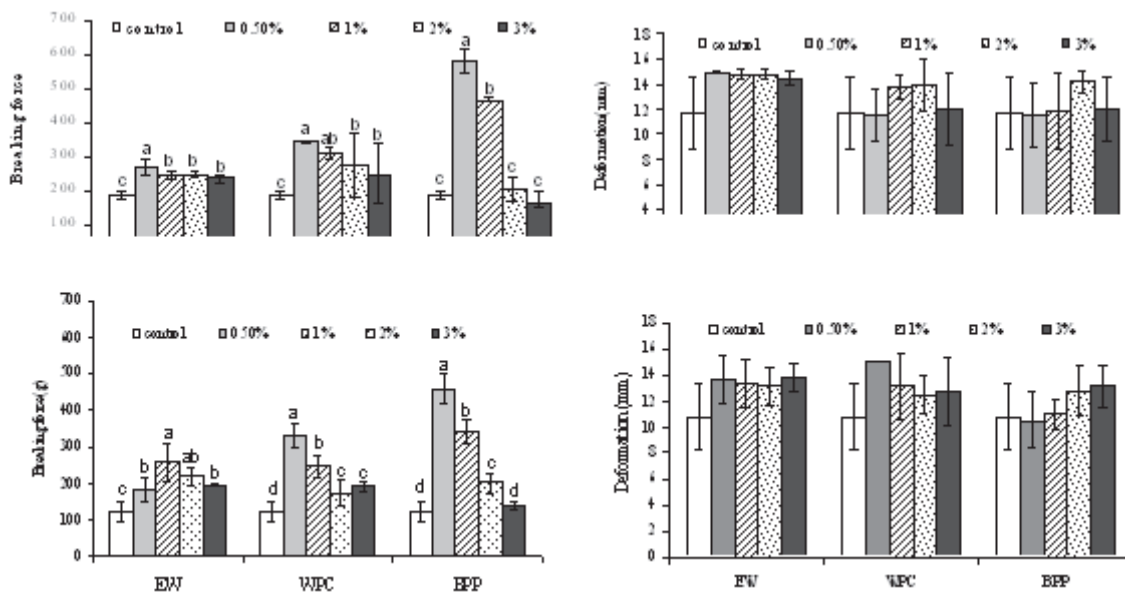 700
600
500
400
300
200
100
Breaking force
control 0.50% 1% 2% 3%
c a b b b
c a ab b b
c a b c c
18
16
14
12
10
8
6
4
Deformation(mm)
control 0.50% 1% 2% 3%
700
600
500
400
300
200
100
0
Breaking force(g)
control 0.50% 1% 2% 3%
c b a ab b
d a b c c
d a b c d
EW WPC BPP
18
16
14
12
10
8
6
4
2
0
Deformation (mm)
control 0.50% 1% 2% 3%
EW WPC BPP